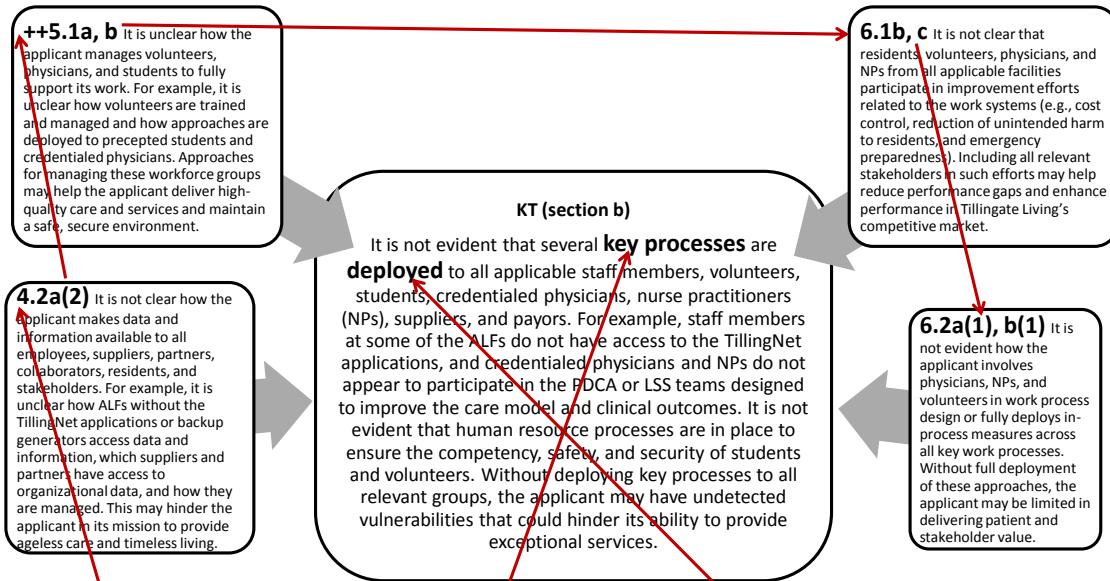 ++5.1a, b It is unclear how the
applicant manages volunteers,
physicians, and students to fully
support its work. For example, it is
unclear how volunteers are trained
and managed and how approaches are
deployed to precepted students and
credentialed physicians. Approaches
for managing these workforce groups
may help the applicant deliver high-
quality care and services and maintain
a safe, secure environment.
4.2a(2) It is not clear how the
applicant makes data and
information available to all
employees, suppliers, partners,
collaborators, residents, and
stakeholders. For example, it is
unclear how ALFs without the
TillingNet applications or backup
generators access data and
information, which suppliers and
partners have access to
organizational data, and how they
are managed. This may hinder the
applicant in its mission to provide
ageless care and timeless living.
KT (section b)
It is not evident that several key processes are
deployed to all applicable staff members, volunteers,
students, credentialed physicians, nurse practitioners
(NPs), suppliers, and payors. For example, staff members
at some of the ALFs do not have access to the TillingNet
applications, and credentialed physicians and NPs do not
appear to participate in the PDCA or LSS teams designed
to improve the care model and clinical outcomes. It is not
evident that human resource processes are in place to
ensure the competency, safety, and security of students
and volunteers. Without deploying key processes to all
relevant groups, the applicant may have undetected
vulnerabilities that could hinder its ability to provide
exceptional services.
6.1b, c It is not clear that
residents, volunteers, physicians, and
NPs from all applicable facilities
participate in improvement efforts
related to the work systems (e.g., cost
control, reduction of unintended harm
to residents, and emergency
preparedness). Including all relevant
stakeholders in such efforts may help
reduce performance gaps and enhance
performance in Tillingate Living's
competitive market.
6.2a(1), b(1) It is
not evident how the
applicant involves
physicians, NPs, and
volunteers in work process
design or fully deploys in-
process measures across
all key work processes.
Without full deployment
of these approaches, the
applicant may be limited in
delivering patient and
stakeholder value.